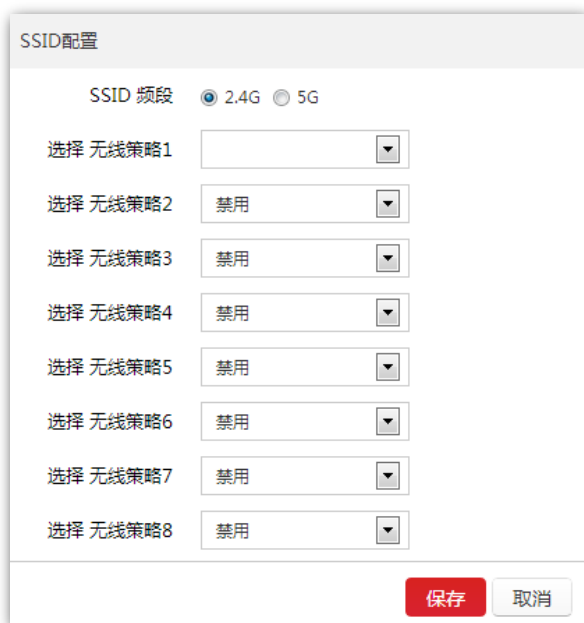 SSID配置
SSID 频段 2.4G 5G
选择 无线策略1
选择 无线策略2 禁用
选择 无线策略3 禁用
选择 无线策略4 禁用
选择 无线策略5 禁用
选择 无线策略6 禁用
选择 无线策略7 禁用
选择 无线策略8 禁用
保存 取消